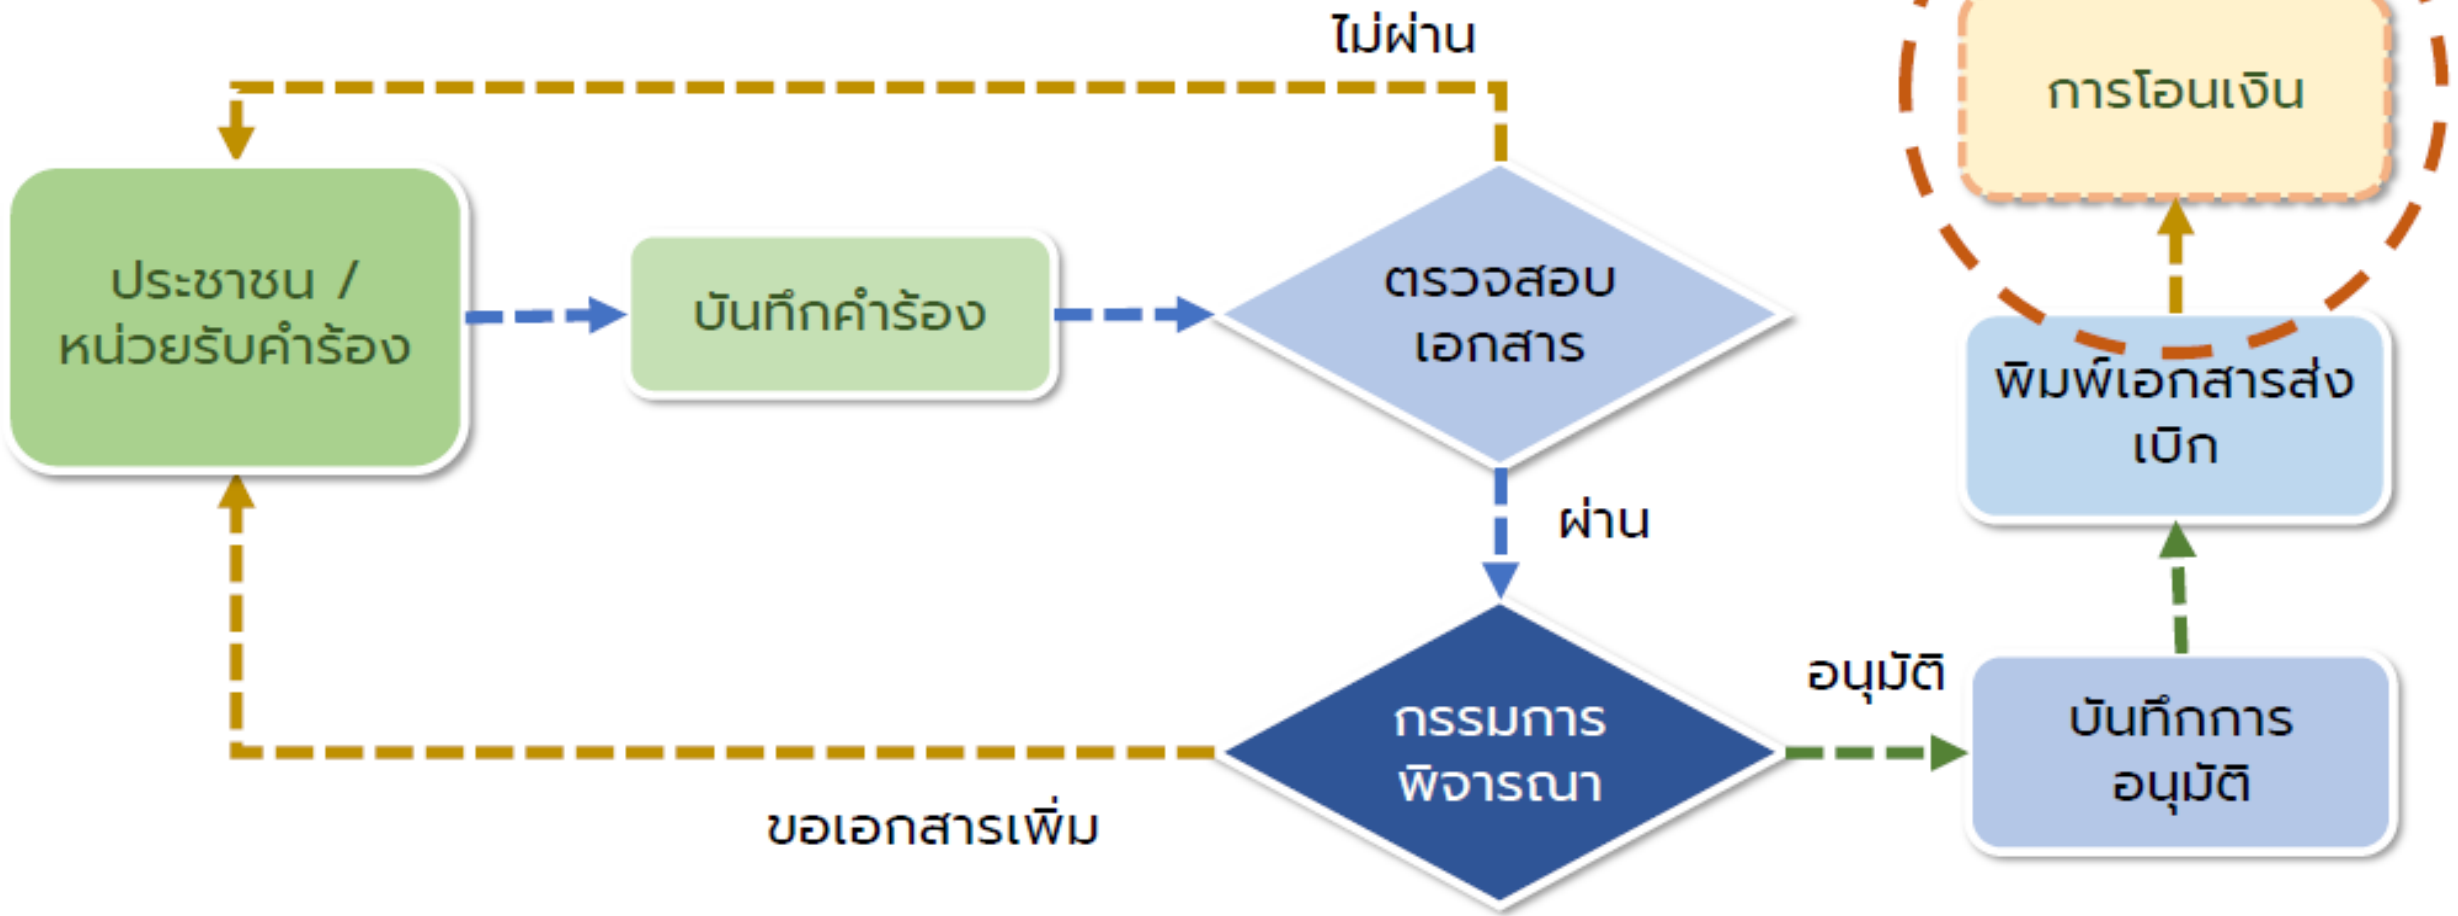 ไม่ผ่าน
การโอนเงิน
ประชาชน /
หน่วยรับคำร้อง
บันทึกคำร้อง
ตรวจสอบ
เอกสาร
พิมพ์เอกสารส่ง
เบิก
ผ่าน
กรรมการ
พิจารณา
อนุมัติ
บันทึกการ
อนุมัติ
ขอเอกสารเพิ่ม